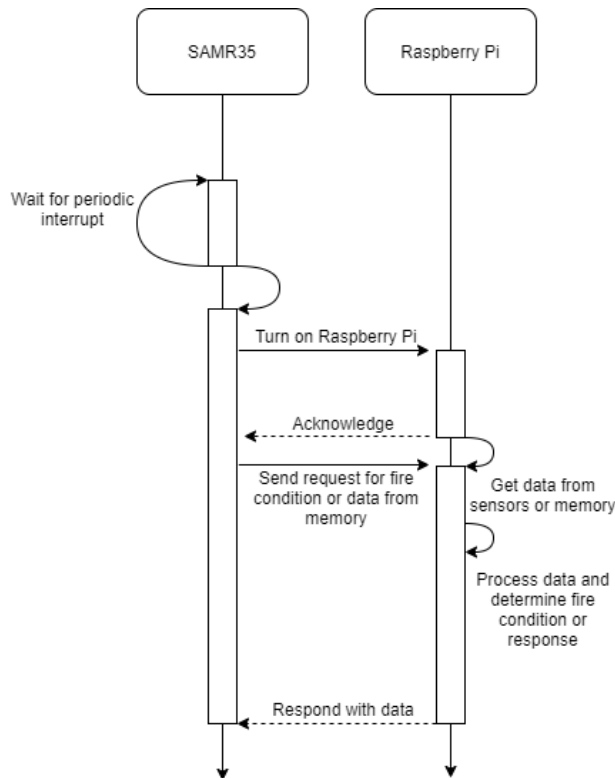 SAMR35
Raspberry Pi
Wait for periodic
interrupt
Turn on Raspberry Pi
Acknowledge
Send request for fire
condition or data from
memory
Get data from
sensors or memory
Process data and
determine fire
condition or
response
Respond with data